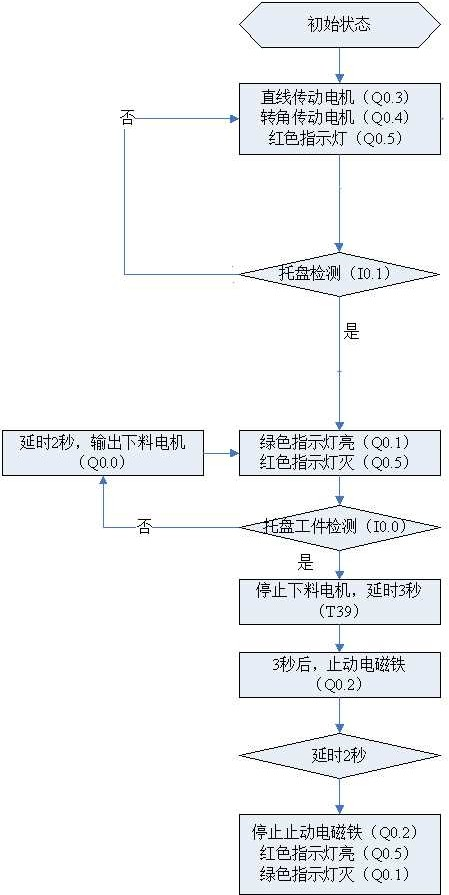 初始状态
直线传动电机（Q0.3）
转角传动电机（Q0.4）
红色指示灯（Q0.5）
否
托盘检测（I0.1）
是
延时2秒，输出下料电机
（Q0.0）
绿色指示灯亮（Q0.1）
红色指示灯灭（Q0.5）
托盘工件检测（I0.0）
否
是
停止下料电机，延时3秒
（T39）
3秒后，止动电磁铁
（Q0.2）
延时2秒
停止止动电磁铁（Q0.2）
红色指示灯亮（Q0.5）
绿色指示灯灭（Q0.1）